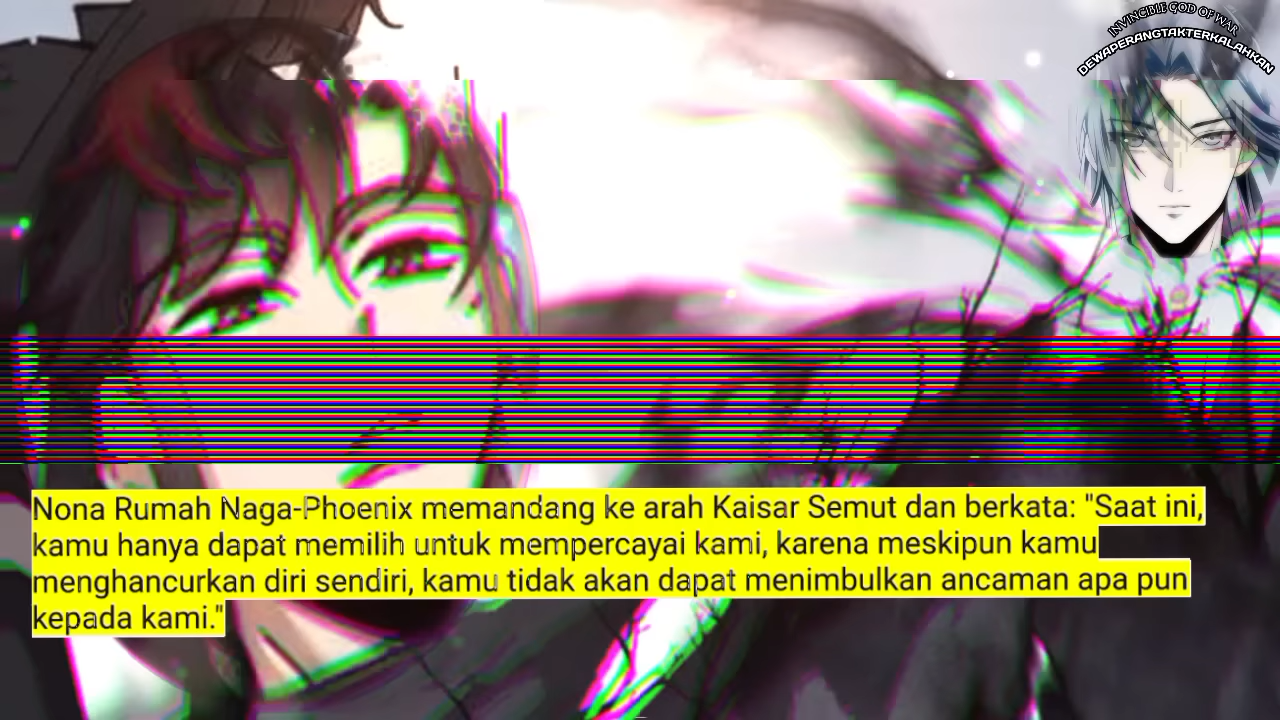 INVINCIBLE GOD OF WAR
DEWAPERANGTAKTERKALAHKAN
Nona Rumah Naga-Phoenix memandang ke arah Kaisar Semut dan berkata: "Saat ini,
kamu hanya dapat memilih untuk mempercayai kami, karena meskipun kamu
menghancurkan diri sendiri, kamu tidak akan dapat menimbulkan ancaman apa pun
kepada kami."